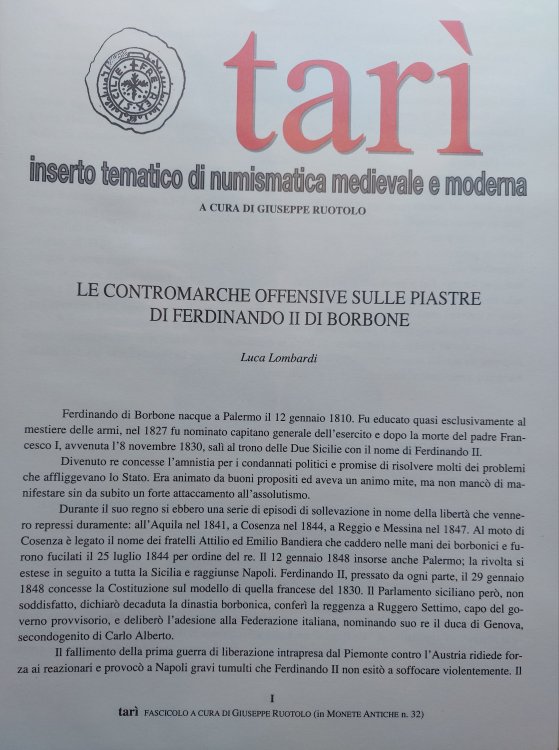 tarì
inserto tematico di numismatica medievale e moderna
A CURA DI GIUSEPPE RUOTOLO
LE CONTROMARCHE OFFENSIVE SULLE PIASTRE
DI FERDINANDO II DI BORBONE
Luca Lombardi
Ferdinando di Borbone nacque a Palermo il 12 gennaio 1810. Fu educato quasi esclusivamente al
mestiere delle armi, nel 1827 fu nominato capitano generale dell'esercito e dopo la morte del padre Fran-
cesco I, avvenuta l'8 novembre 1830, salì al trono delle Due Sicilie con il nome di Ferdinando II.
Divenuto re concesse l'amnistia per i condannati politici e promise di risolvere molti dei problemi
che affliggevano lo Stato. Era animato da buoni propositi ed aveva un animo mite, ma non mancò di ma-
nifestare sin da subito un forte attaccamento all'assolutismo.
Durante il suo regno si ebbero una serie di episodi di sollevazione in nome della libertà che venne-
ro repressi duramente: all'Aquila nel 1841, a Cosenza nel 1844, a Reggio e Messina nel 1847. Al moto di
Cosenza è legato il nome dei fratelli Attilio ed Emilio Bandiera che caddero nelle mani dei borbonici e fu-
rono fucilati il 25 luglio 1844 per ordine del re. Il 12 gennaio 1848 insorse anche Palermo; la rivolta si
estese in seguito a tutta la Sicilia e raggiunse Napoli. Ferdinando II, pressato da ogni parte, il 29 gennaio
1848 concesse la Costituzione sul modello di quella francese del 1830. Il Parlamento siciliano però, non
soddisfatto, dichiarò decaduta la dinastia borbonica, conferì la reggenza a Ruggero Settimo, capo del go-
verno provvisorio, e deliberò l'adesione alla Federazione italiana, nominando suo re il duca di Genova,
secondogenito di Carlo Alberto.
Il fallimento della prima guerra di liberazione intrapresa dal Piemonte contro l'Austria ridiede for-
za ai reazionari e provocò a Napoli gravi tumulti che Ferdinando II non esitò a soffocare violentemente. Il
I
tarì FASCICOLO A CURA DI GIUSEPPE RUOTOLO (in MONETE ANTICHE n. 32)